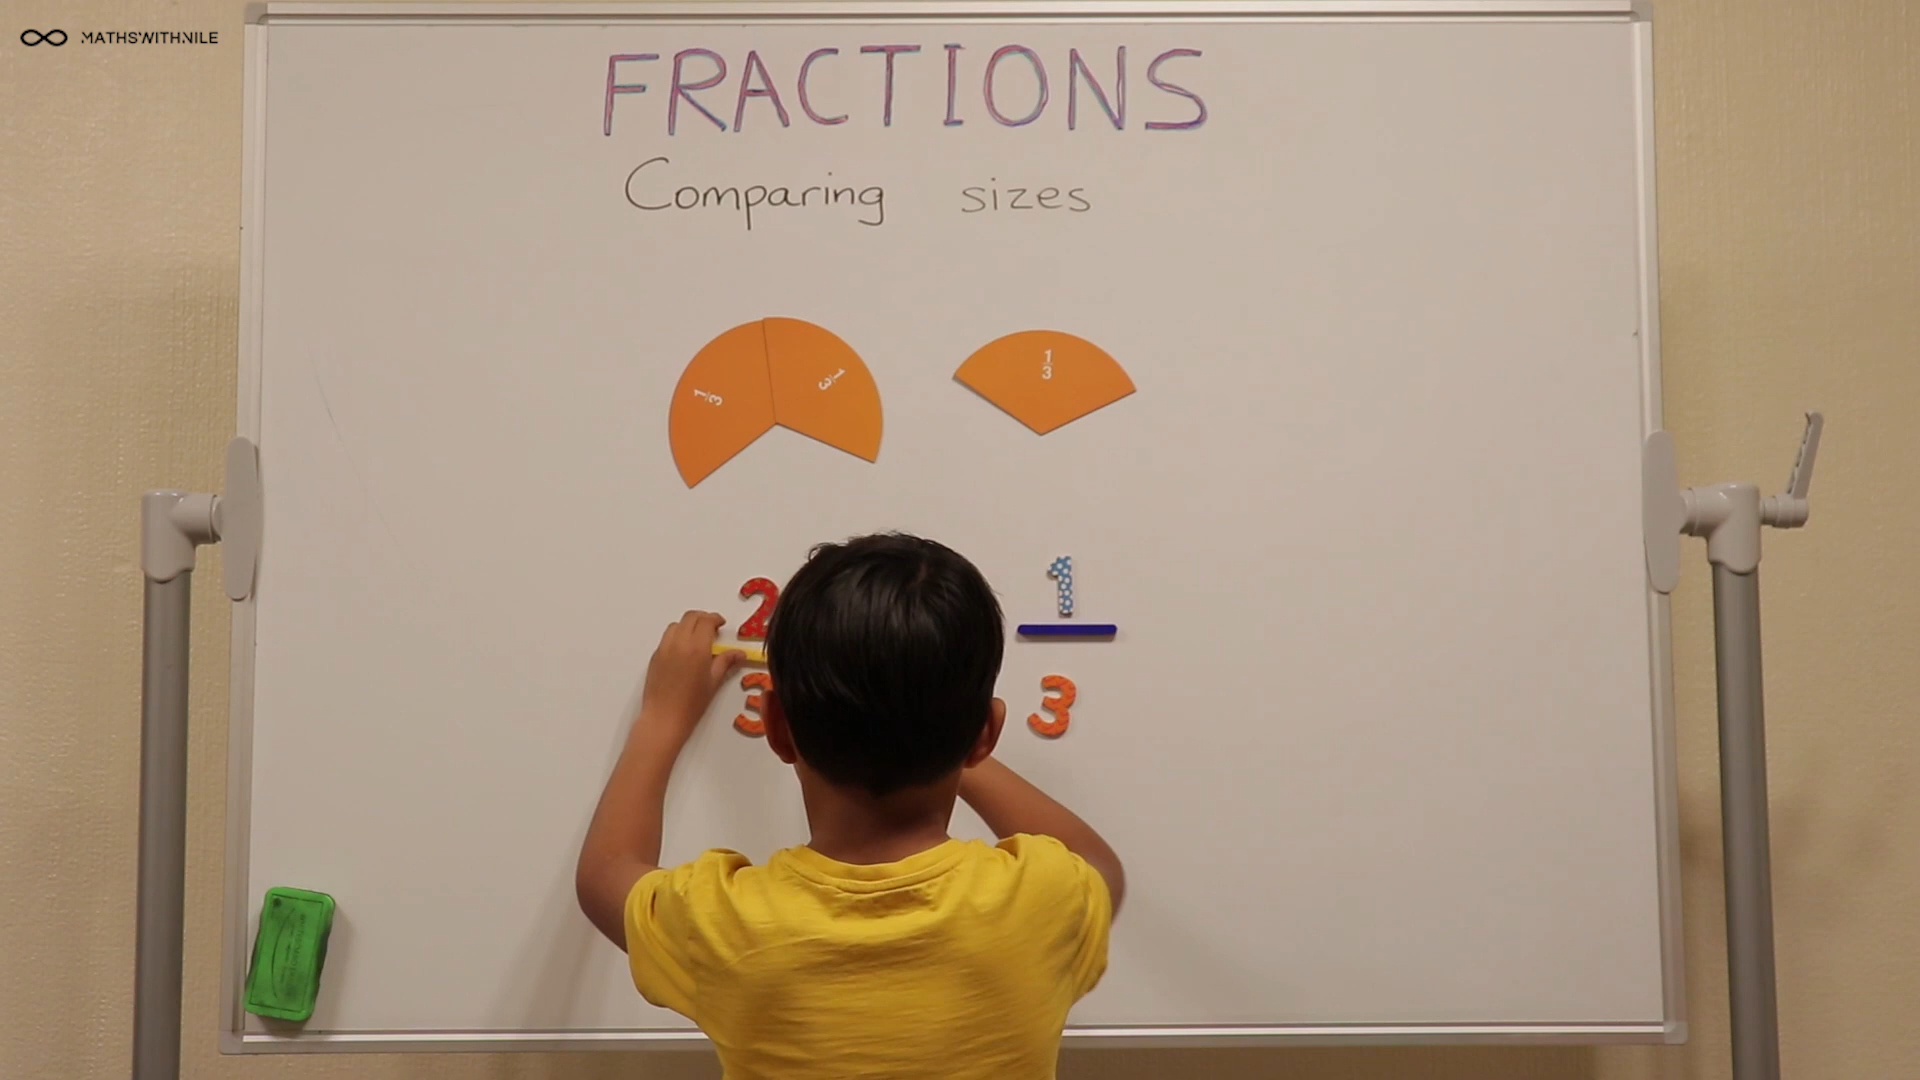 MATHSWITHNILE
FRACTIONS
Comparing sizes
1/3 1/3 1/3
2 1
3 3